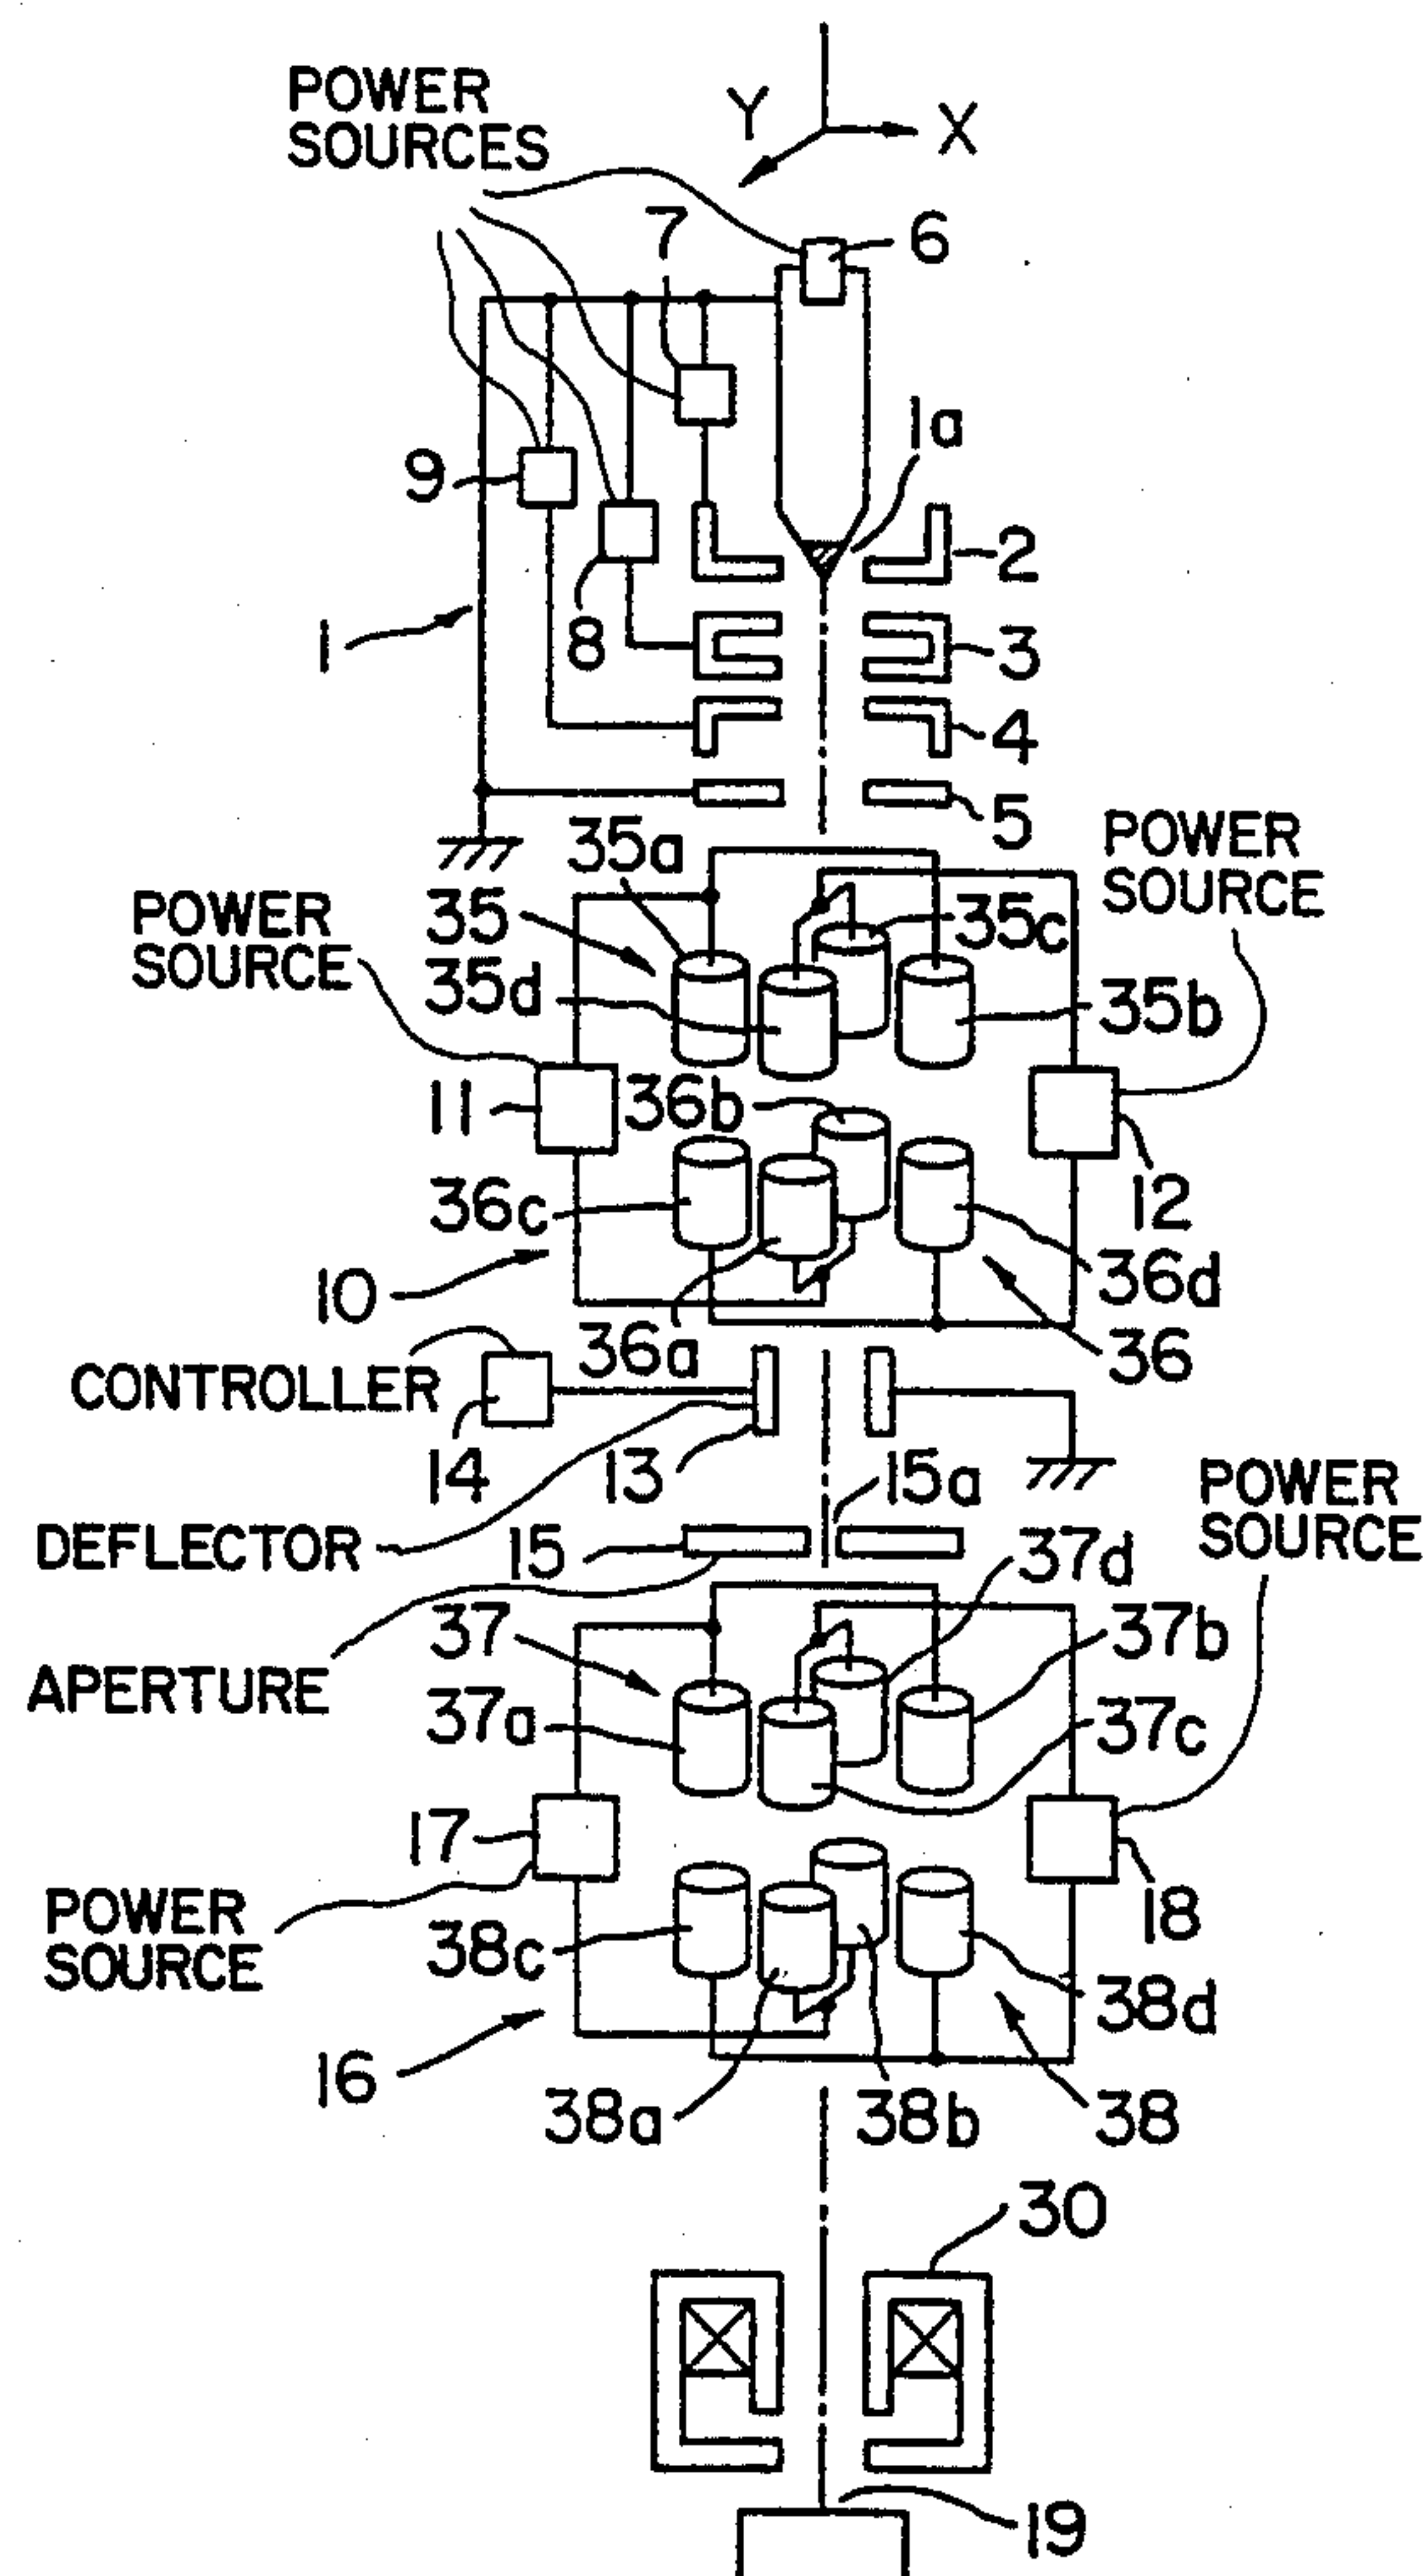 POWER
SOURCES
Y
X
7
6
1a
9
2
8
1
3
4
5
35a
POWER
SOURCE
POWER
SOURCE
35
35c
35d
35b
11
36b
12
36c
36d
10
36a
36
CONTROLLER
14
13
15a
POWER
SOURCE
DEFLECTOR
15
37d
37
37b
APERTURE
37a
37c
17
18
POWER
SOURCE
38c
38d
16
38a
38b
38
30
19